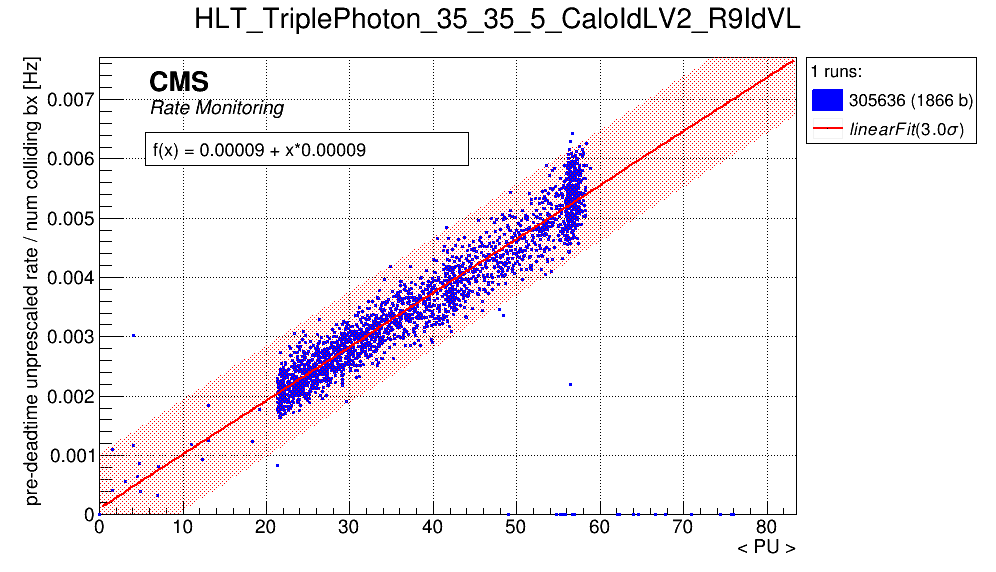 HLT_TriplePhoton_35_35_5_CaloIdLV2_R9IdVL
pre-deadtime unprescaled rate / num colliding bx [Hz]
CMS
Rate Monitoring
f(x) = 0.00009 + x*0.00009
1 runs:
305636 (1866 b)
linearFit(3.0σ)
0.007
0.006
0.005
0.004
0.003
0.002
0.001
0
0 10 20 30 40 50 60 70 80
< PU >